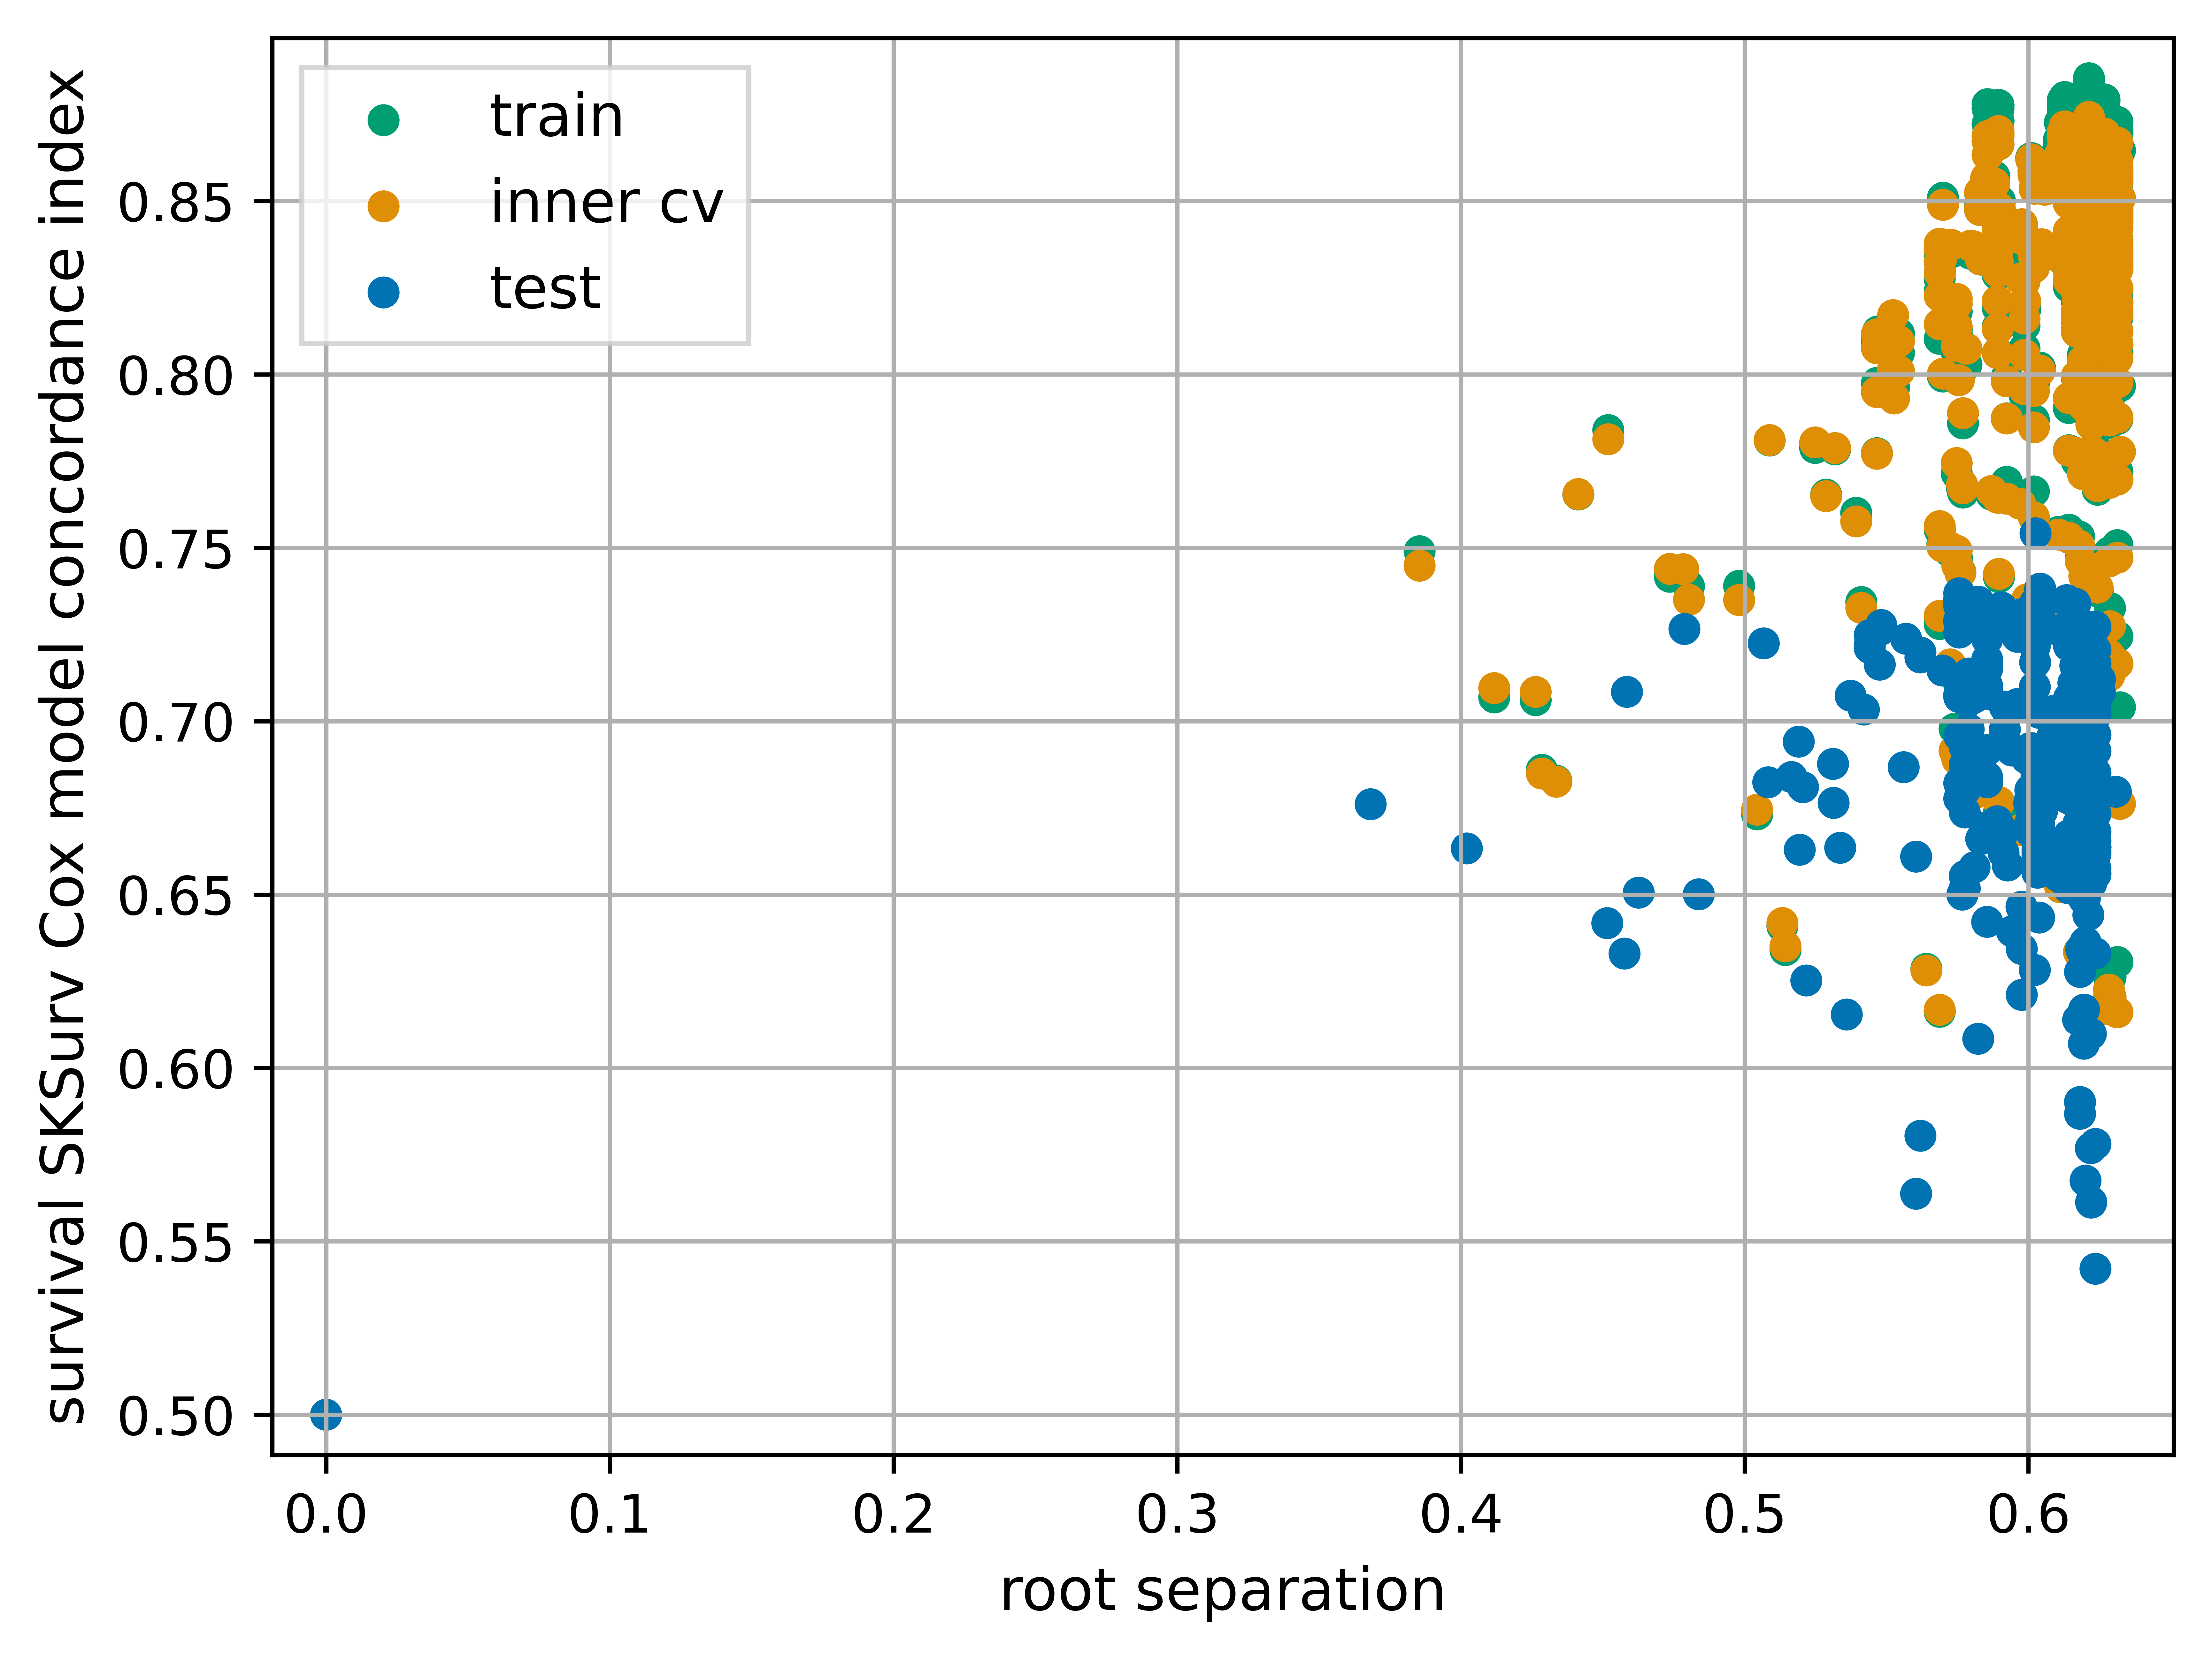 train
inner cv
test
survival SKSurv Cox model concordance index
0.85
0.80
0.75
0.70
0.65
0.60
0.55
0.50
0.0 0.1 0.2 0.3 0.4 0.5 0.6
root separation